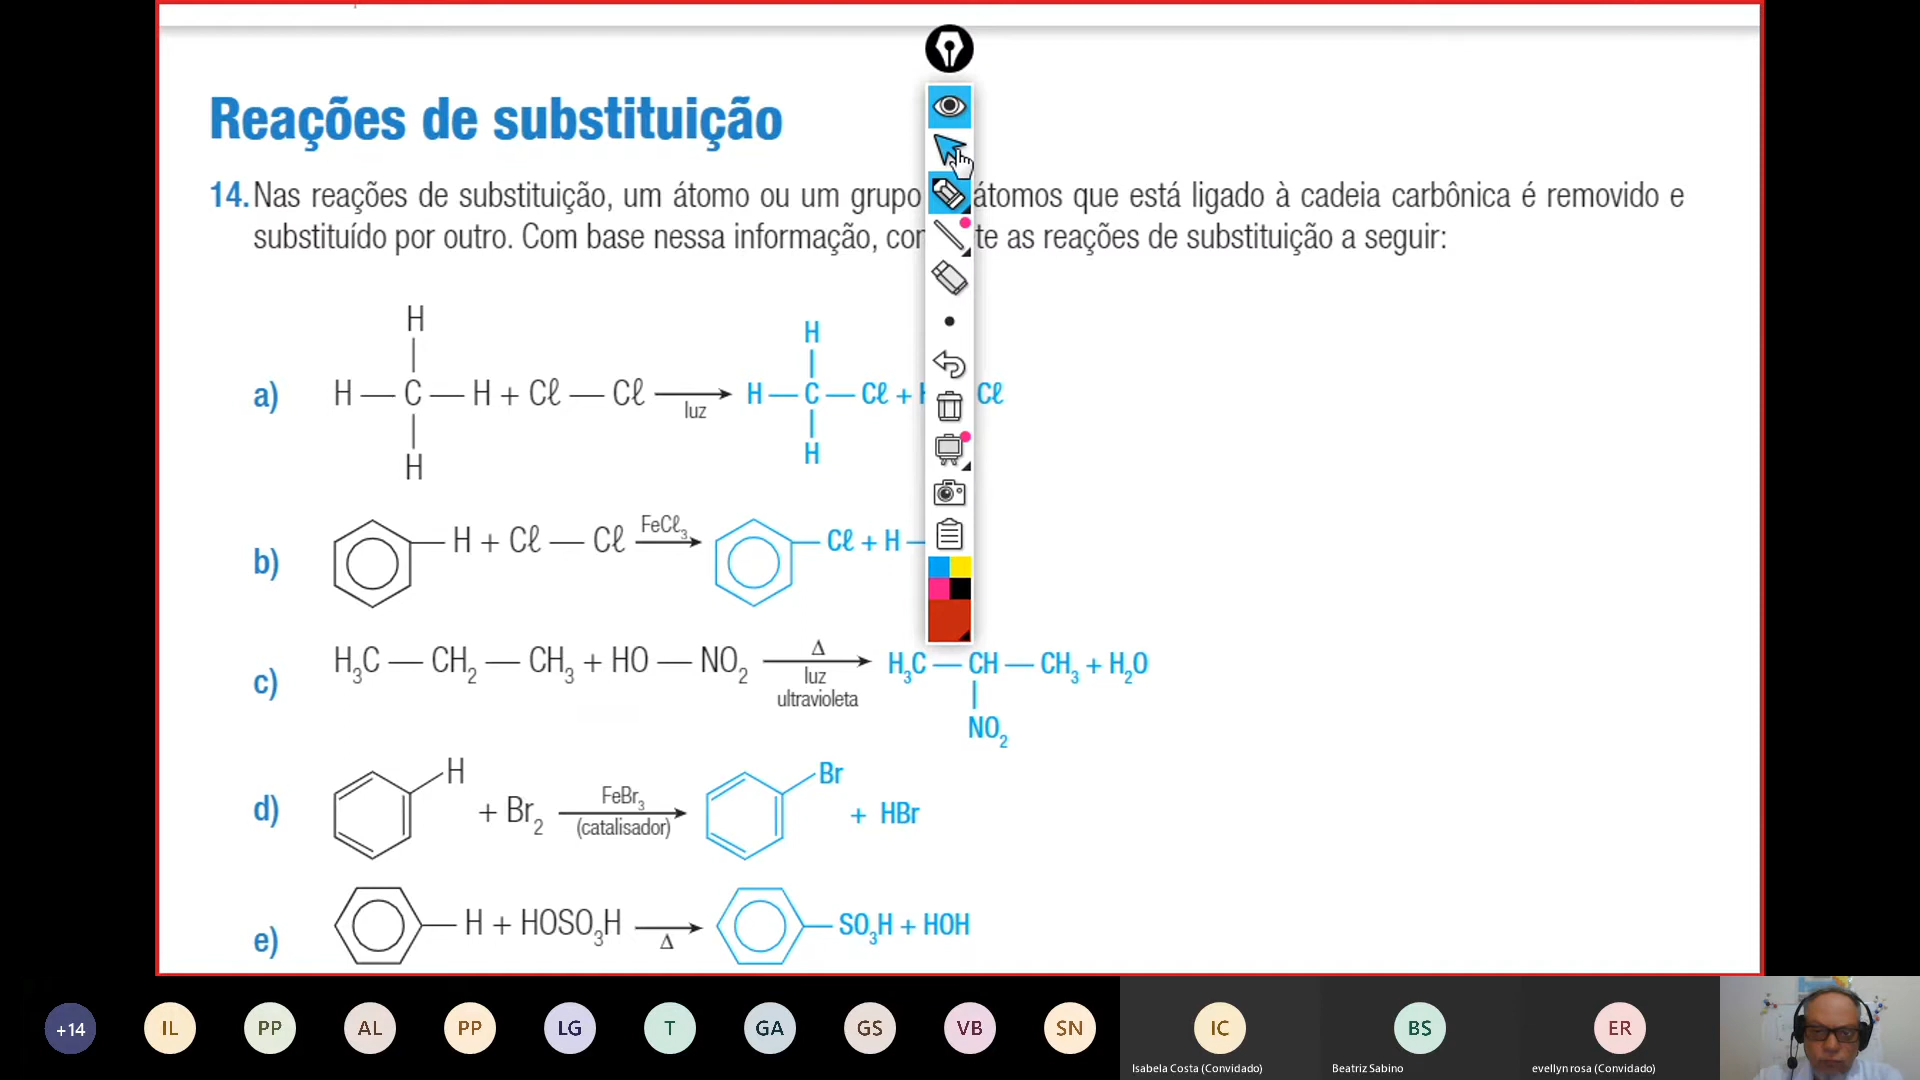 Reações de substituição
14. Nas reações de substituição, um átomo ou um grupo átomos que está ligado à cadeia carbônica é removido e
substituído por outro. Com base nessa informação, as reações de substituição a seguir:
H
H
a) H — C — H + Cℓ — Cℓ luz H — C — Cℓ + Cℓ
H
H
b) H + Cℓ — Cℓ FeCℓ₃ Cℓ + H —
c) H₃C — CH₂ — CH₃ + HO — NO₂ Δ luz ultravioleta H₃C — CH — CH₃ + H₂O
NO₂
d) H + Br₂ FeBr₃ (catalisador) Br + HBr
e) H + HOSO₃H Δ SO₃H + HOH
+14 IL PP AL PP LG T GA GS VB SN IC BS ER
Isabela Costa (Convidado) Beatriz Sabino evellyn rosa (Convidado)